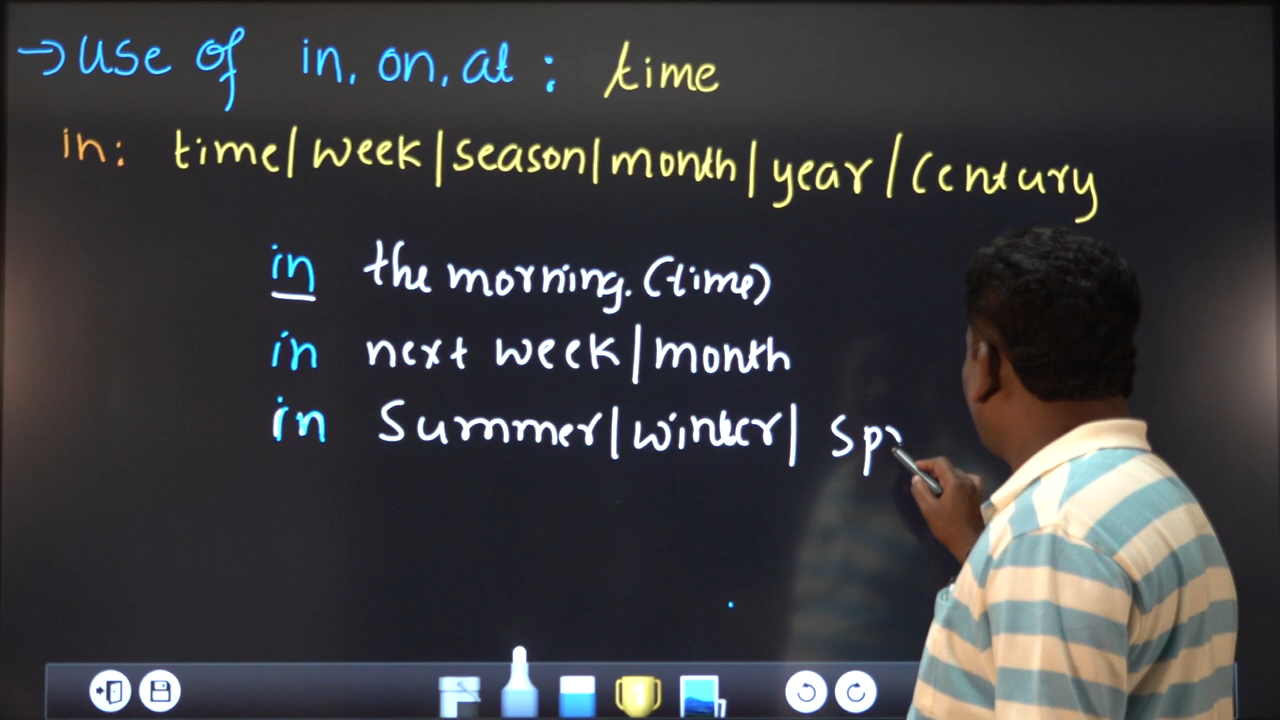 → use of in, on, at : time
in: time/week/season/month/year/century
in the morning. (time)
in next week/month
in Summer/winter/ sp